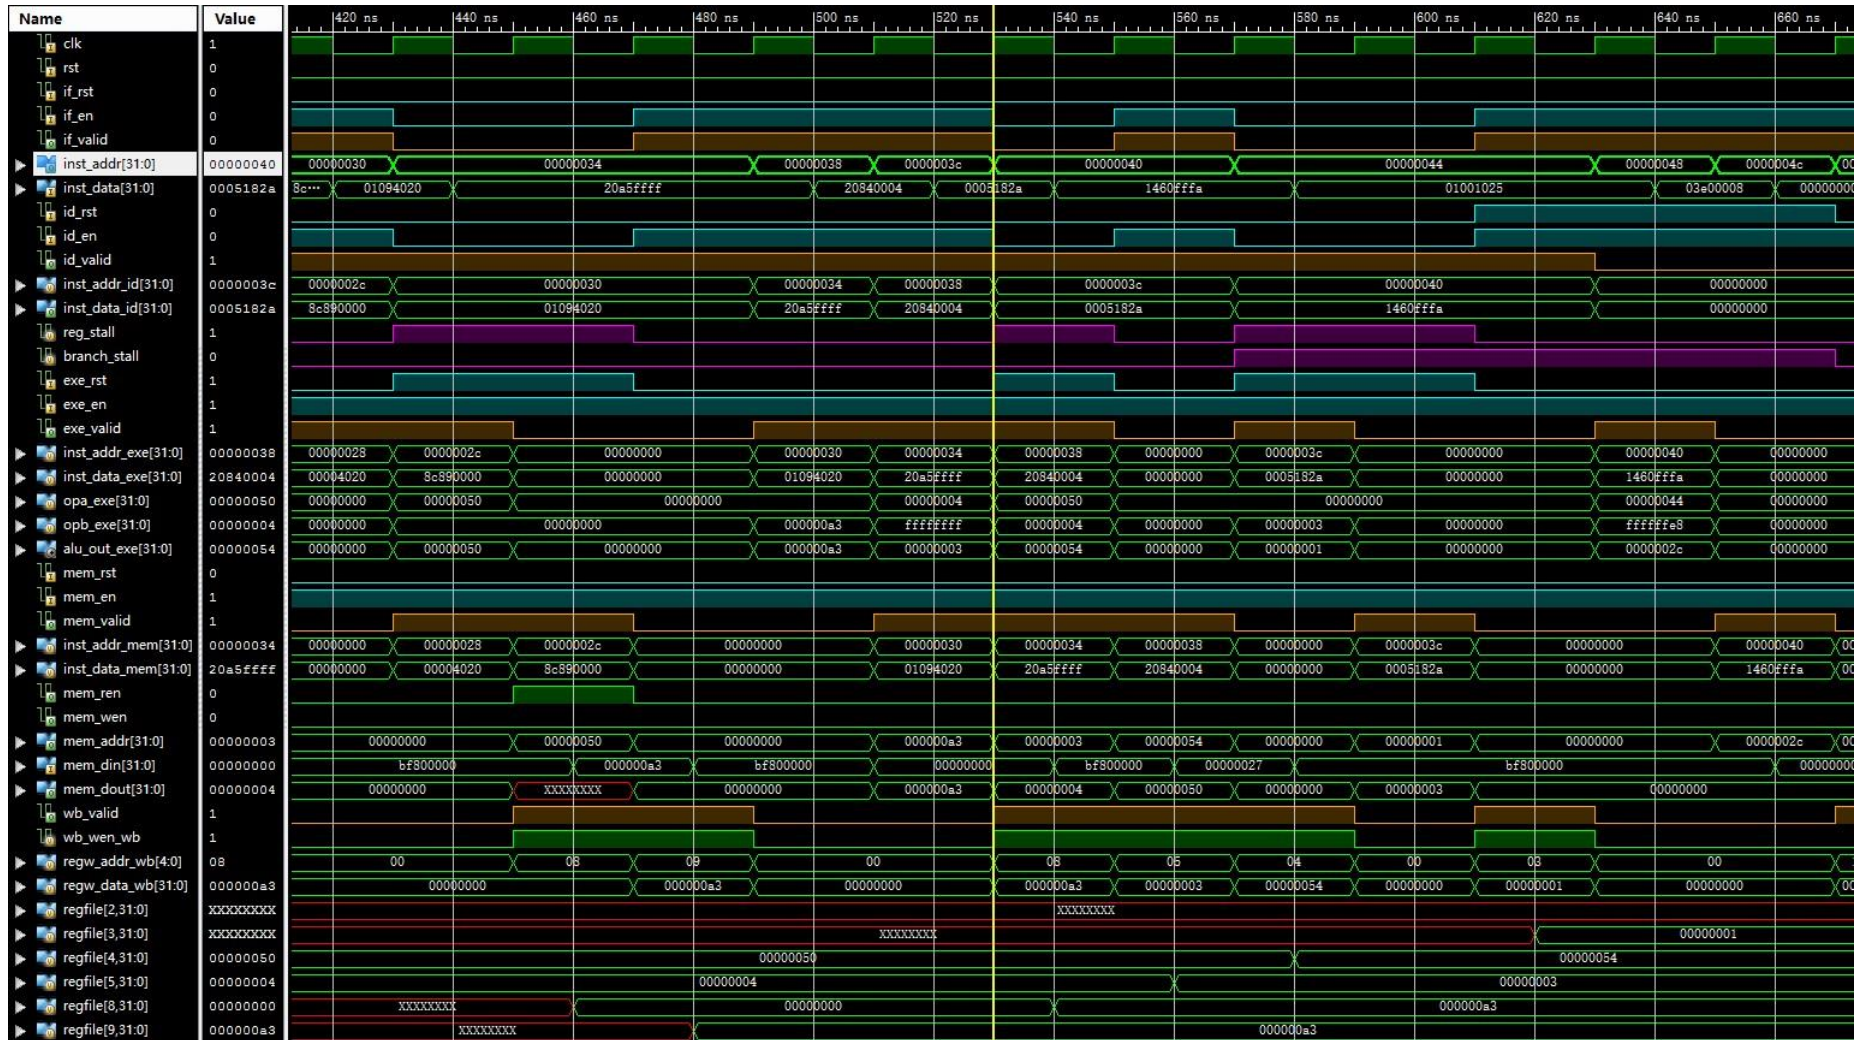 Name Value 420 ns 440 ns 460 ns 480 ns 500 ns 520 ns 540 ns 560 ns 580 ns 600 ns 620 ns 640 ns 660 ns
clk 1
rst 0
if_rst 0
if_en 0
if_valid 0
inst_addr[31:0] 00000040 00000030 00000034 00000038 0000003c 00000040 00000044 00000048 0000004c 00
inst_data[31:0] 0005182a 8c··· 01094020 20a5ffff 20840004 0005182a 1460fffa 01001025 03e00008 00000000
id_rst 0
id_en 0
id_valid 1
inst_addr_id[31:0] 0000003c 0000002c 00000030 00000034 00000038 0000003c 00000040 00000000
inst_data_id[31:0] 0005182a 8c890000 01094020 20a5ffff 20840004 0005182a 1460fffa 00000000
reg_stall 1
branch_stall 0
exe_rst 1
exe_en 1
exe_valid 1
inst_addr_exe[31:0] 00000038 00000028 0000002c 00000000 00000030 00000034 00000038 00000000 0000003c 00000000 00000040 00000000
inst_data_exe[31:0] 20840004 00004020 8c890000 00000000 01094020 20a5ffff 20840004 00000000 0005182a 00000000 1460fffa 00000000
opa_exe[31:0] 00000050 00000000 00000050 00000000 00000004 00000050 00000000 00000044 00000000
opb_exe[31:0] 00000004 00000000 00000000 000000a3 ffffffff 00000004 00000000 00000003 00000000 ffffffe8 00000000
alu_out_exe[31:0] 00000054 00000000 00000050 00000000 000000a3 00000003 00000054 00000000 00000001 00000000 0000002c 00000000
mem_rst 0
mem_en 1
mem_valid 1
inst_addr_mem[31:0] 00000034 00000000 00000028 0000002c 00000000 00000030 00000034 00000038 00000000 0000003c 00000000 00000040 00
inst_data_mem[31:0] 20a5ffff 00000000 00004020 8c890000 00000000 01094020 20a5ffff 20840004 00000000 0005182a 00000000 1460fffa 00
mem_ren 0
mem_wen 0
mem_addr[31:0] 00000003 00000000 00000050 00000000 000000a3 00000003 00000054 00000000 00000001 00000000 0000002c 00
mem_din[31:0] 00000000 bf800000 000000a3 bf800000 00000000 bf800000 00000027 bf800000 00000000
mem_dout[31:0] 00000004 00000000 XXXXXXXX 00000000 000000a3 00000004 00000050 00000000 00000003 00000000
wb_valid 1
wb_wen_wb 1
regw_addr_wb[4:0] 08 00 08 09 00 08 05 04 00 03 00
regw_data_wb[31:0] 000000a3 00000000 000000a3 00000000 000000a3 00000003 00000054 00000000 00000001 00000000 00
regfile[2,31:0] XXXXXXXX XXXXXXXX
regfile[3,31:0] XXXXXXXX XXXXXXXX 00000001
regfile[4,31:0] 00000050 00000050 00000054
regfile[5,31:0] 00000004 00000004 00000003
regfile[8,31:0] 00000000 XXXXXXXX 00000000 000000a3
regfile[9,31:0] 000000a3 XXXXXXXX 000000a3